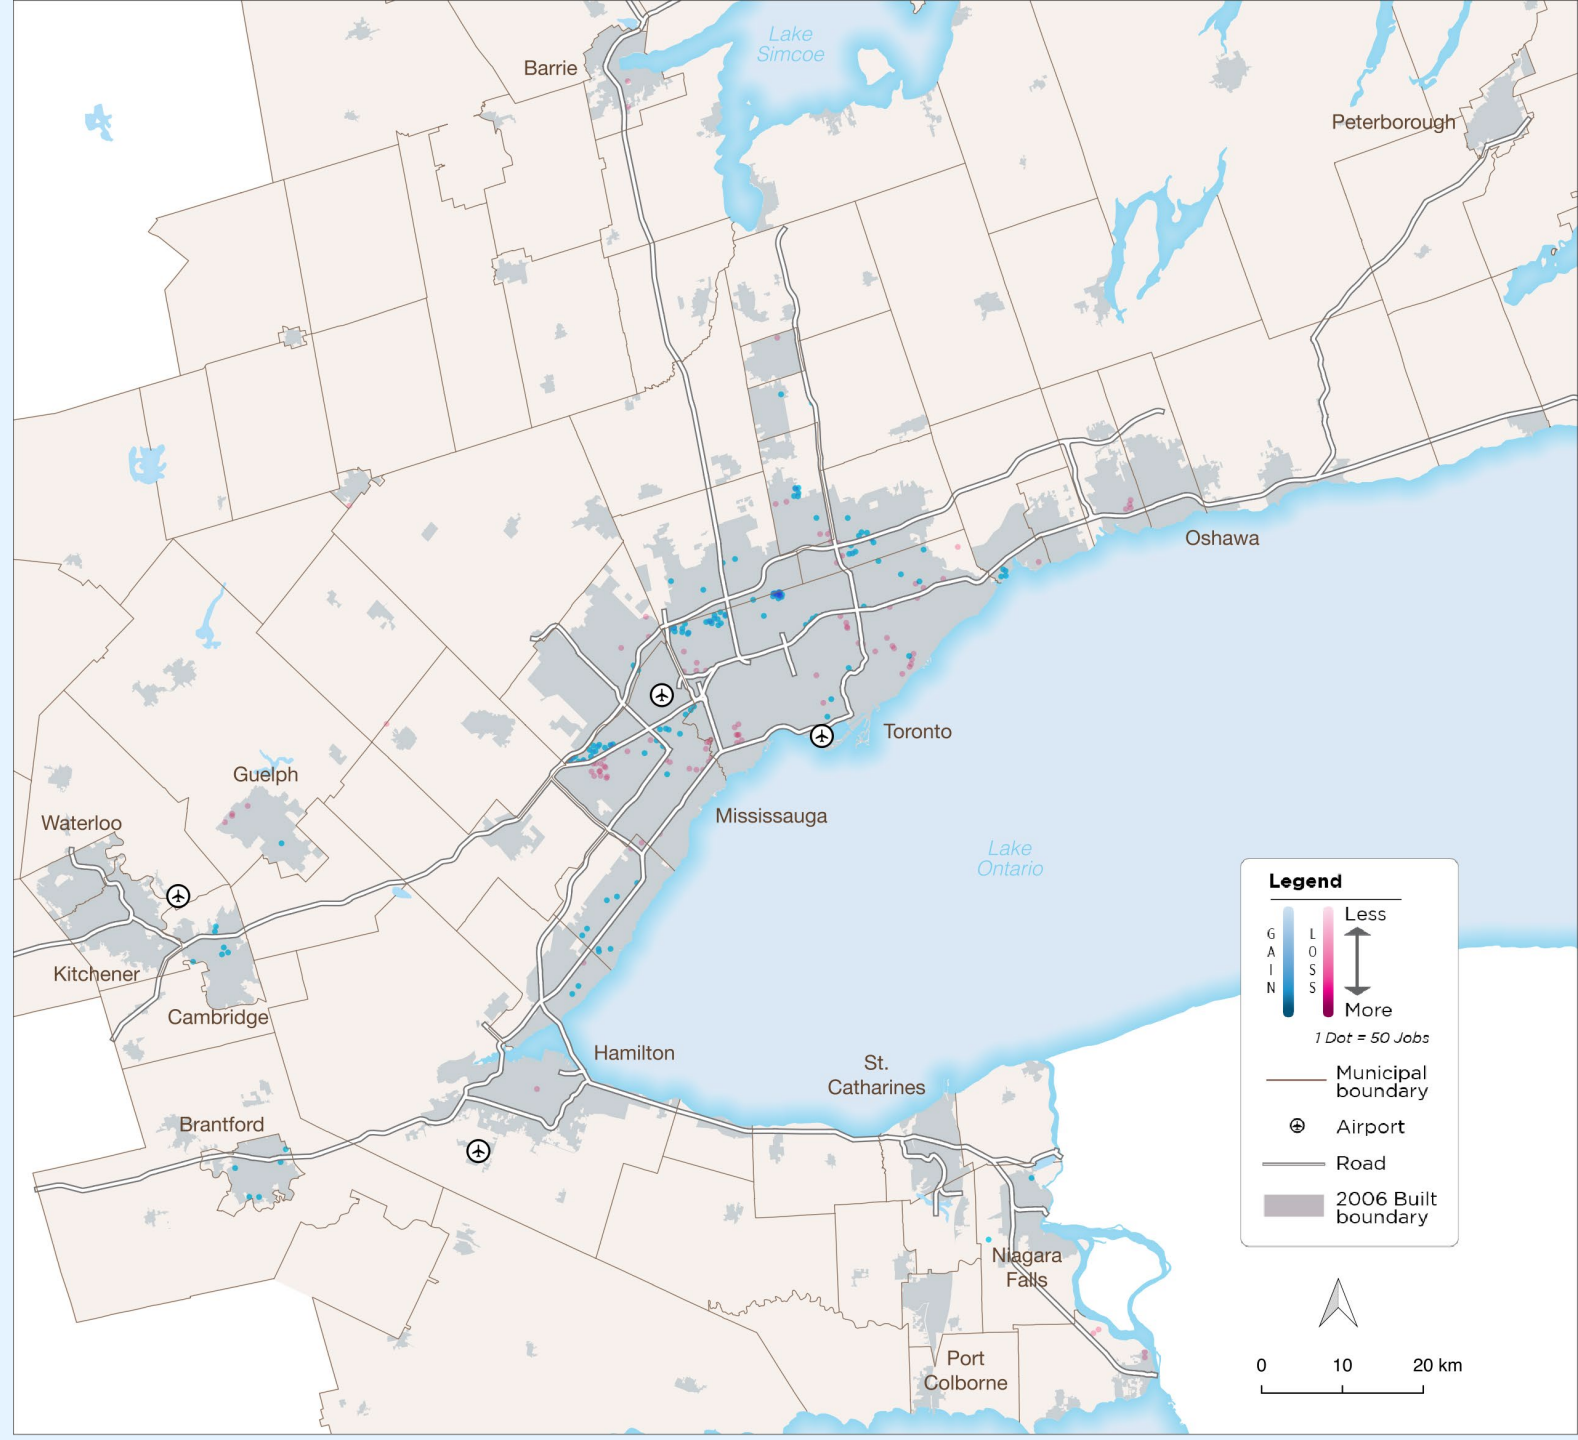 Lake
Simcoe
Barrie
Peterborough
Oshawa
Toronto
Guelph
Waterloo
Mississauga
Lake
Ontario
Kitchener
Cambridge
Hamilton
St.
Catharines
Brantford
Niagara
Falls
Port
Colborne
Legend
GAIN
LOSS
Less
More
1 Dot = 50 Jobs
Municipal
boundary
Airport
Road
2006 Built
boundary
0 10 20 km